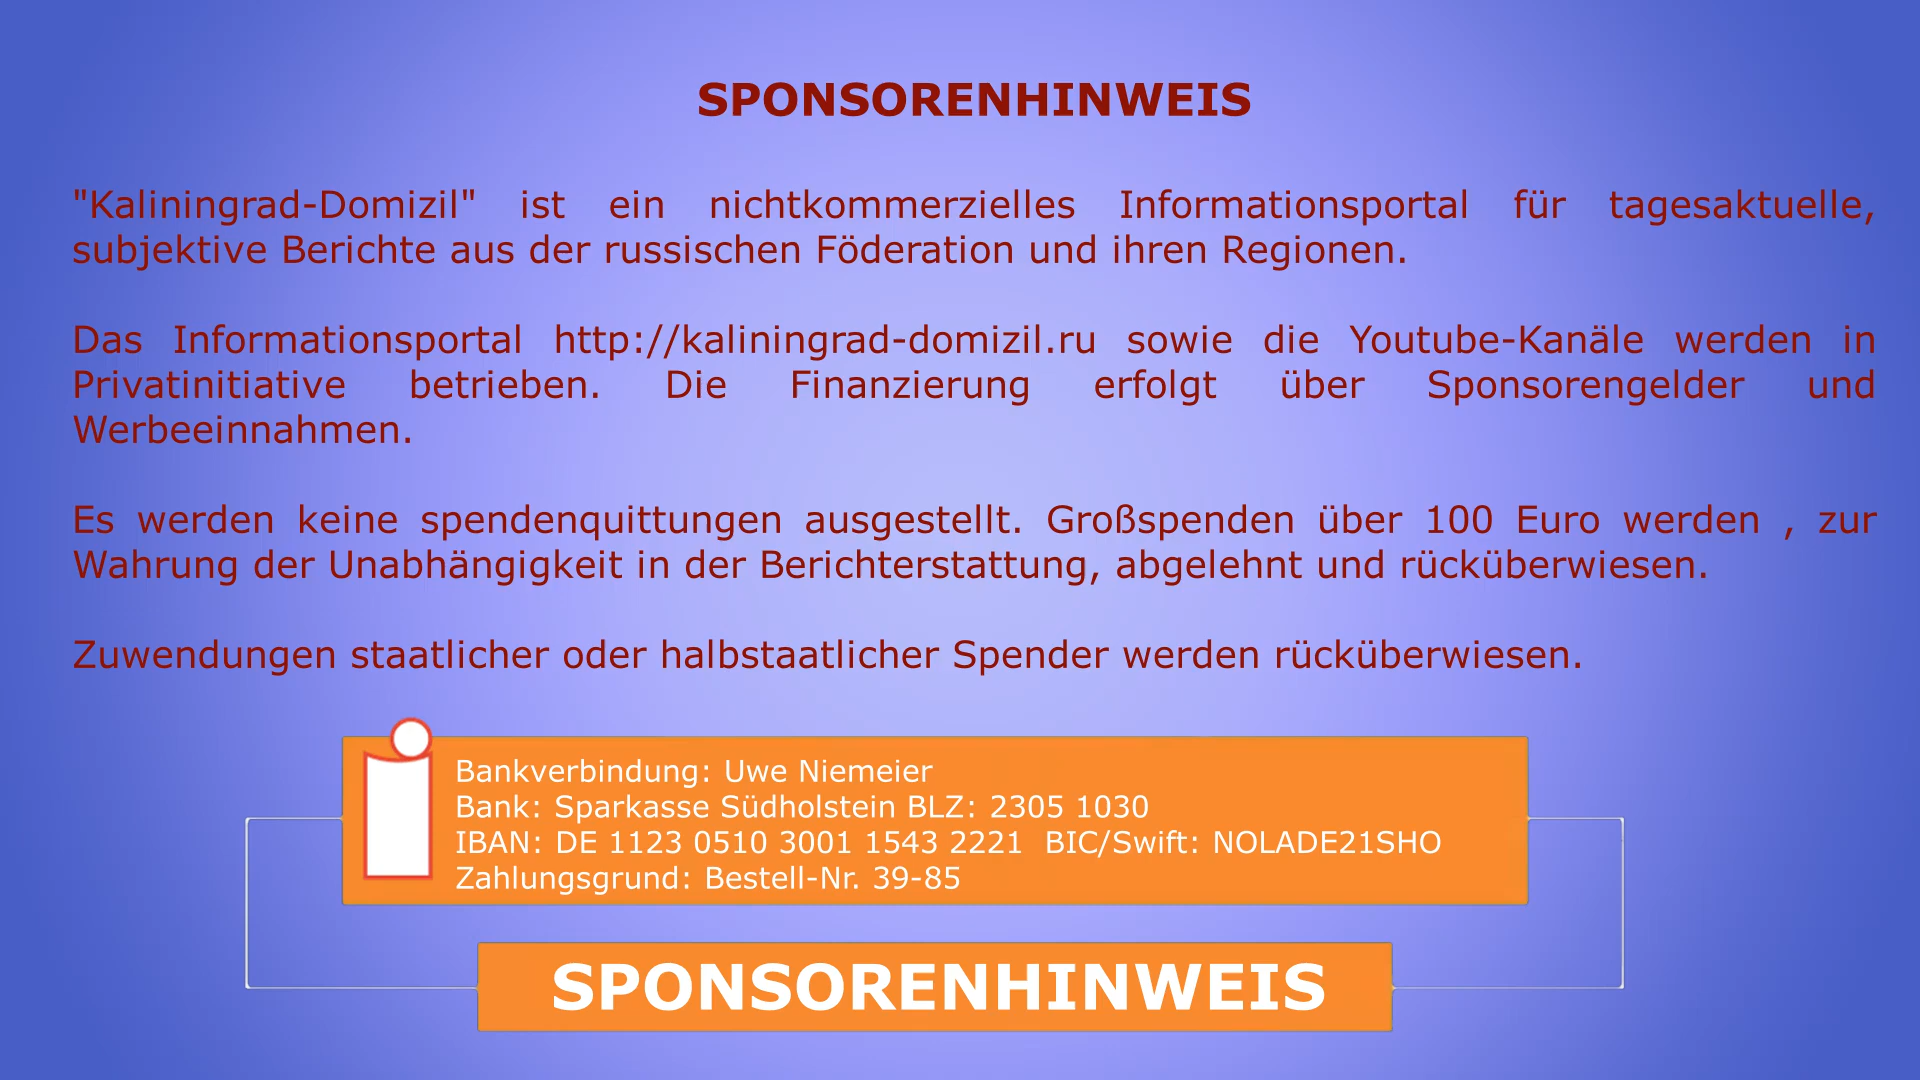 SPONSORENHINWEIS
"Kaliningrad-Domizil" ist ein nichtkommerzielles Informationsportal für tagesaktuelle,
subjektive Berichte aus der russischen Föderation und ihren Regionen.
Das Informationsportal http://kaliningrad-domizil.ru sowie die Youtube-Kanäle werden in
Privatinitiative betrieben. Die Finanzierung erfolgt über Sponsorengelder und
Werbeeinnahmen.
Es werden keine spendenquittungen ausgestellt. Großspenden über 100 Euro werden , zur
Wahrung der Unabhängigkeit in der Berichterstattung, abgelehnt und rücküberwiesen.
Zuwendungen staatlicher oder halbstaatlicher Spender werden rücküberwiesen.
Bankverbindung: Uwe Niemeier
Bank: Sparkasse Südholstein BLZ: 2305 1030
IBAN: DE 1123 0510 3001 1543 2221 BIC/Swift: NOLADE21SHO
Zahlungsgrund: Bestell-Nr. 39-85
SPONSORENHINWEIS